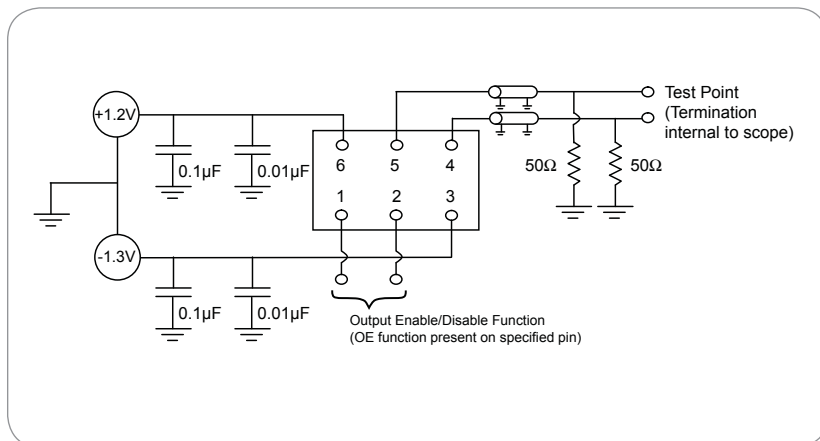 +1.2V
0.1µF
0.01µF
6 5 4
1 2 3
Test Point
(Termination
internal to scope)
50Ω
50Ω
-1.3V
0.1µF
0.01µF
Output Enable/Disable Function
(OE function present on specified pin)